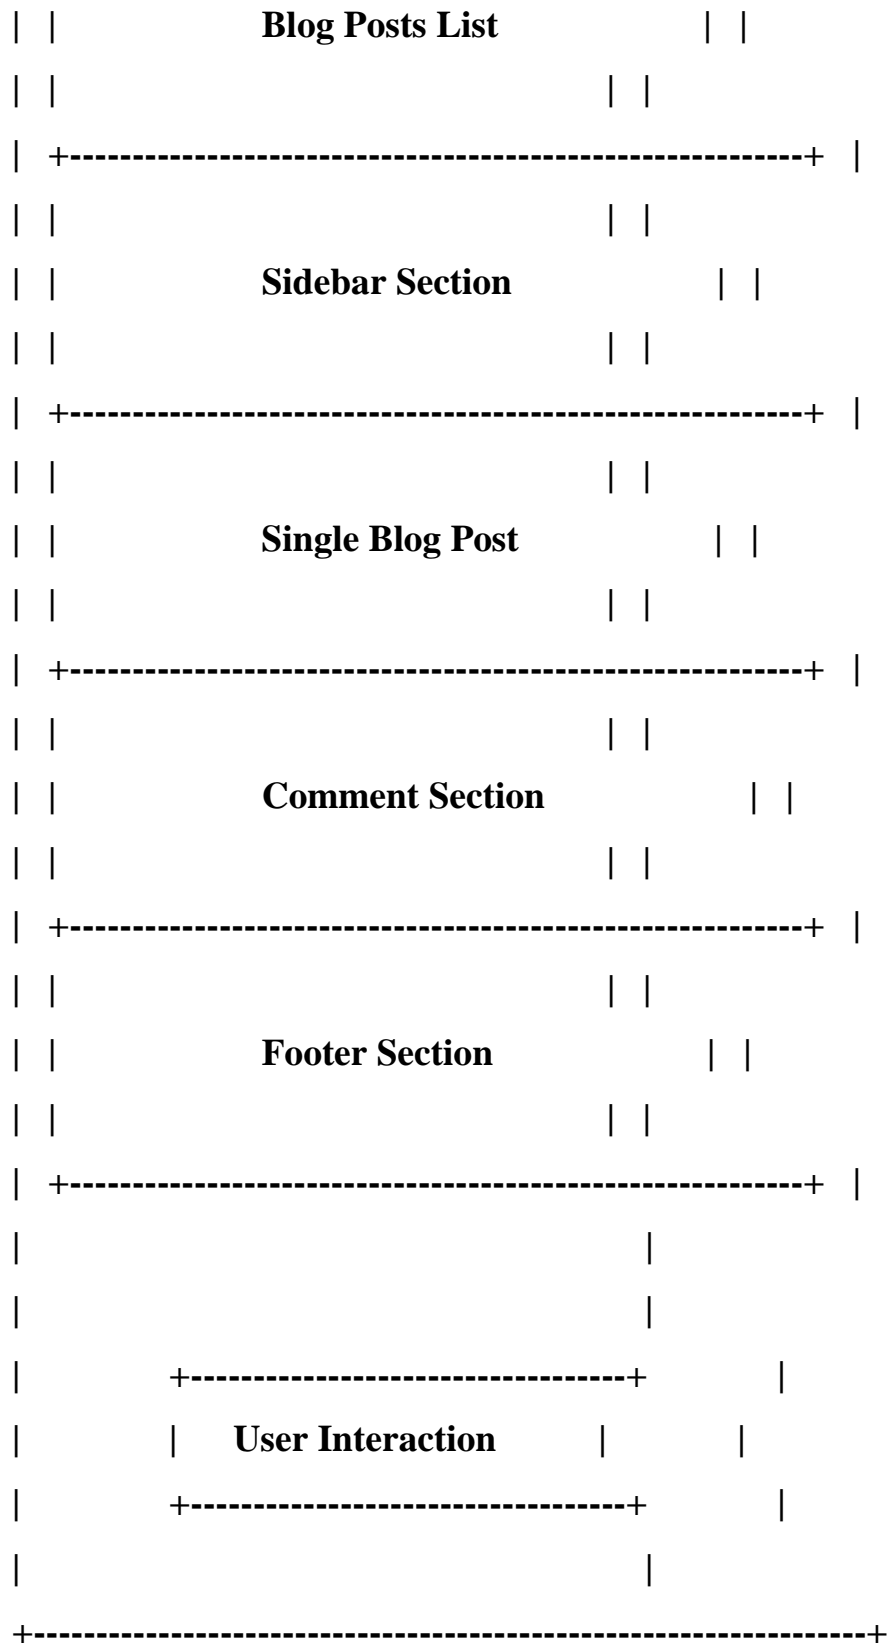 | | Blog Posts List | |
| | | |
| +-----------------------------------------------------------+ |
| | | |
| | Sidebar Section | |
| | | |
| +-----------------------------------------------------------+ |
| | | |
| | Single Blog Post | |
| | | |
| +-----------------------------------------------------------+ |
| | | |
| | Comment Section | |
| | | |
| +-----------------------------------------------------------+ |
| | | |
| | Footer Section | |
| | | |
| +-----------------------------------------------------------+ |
| |
| |
| +-----------------------------------+ |
| | User Interaction | |
| +-----------------------------------+ |
| |
+-------------------------------------------------------------------+